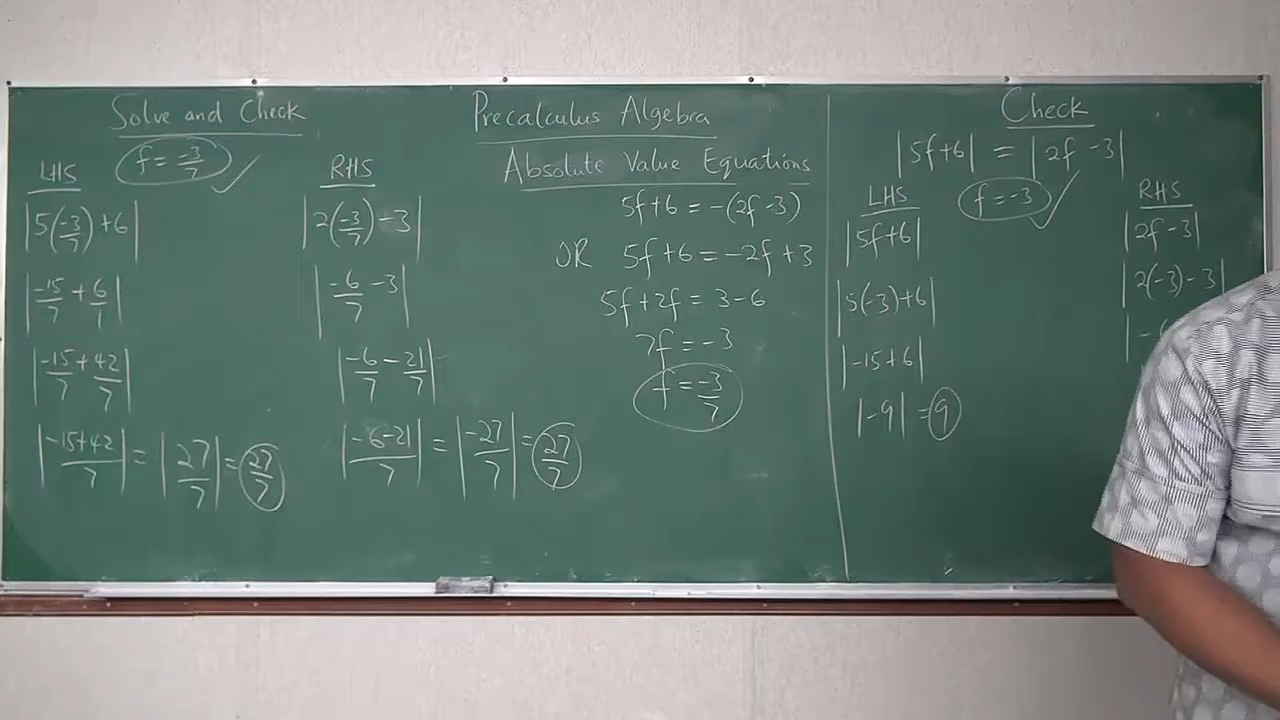 Solve and Check
f = -3/7 ✓
LHS
|5(-3/7) + 6|
|-15/7 + 6/1|
|-15/7 + 42/7|
|(-15+42)/7| = |27/7| = 27/7
RHS
|2(-3/7) - 3|
|-6/7 - 3|
|-6/7 - 21/7|
|(-6-21)/7| = |-27/7| = 27/7
Precalculus Algebra
Absolute Value Equations
5f+6 = -(2f-3)
OR 5f+6 = -2f+3
5f+2f = 3-6
7f = -3
f = -3/7
Check
|5f+6| = |2f-3|
f = -3 ✓
LHS
|5f+6|
|5(-3)+6|
|-15+6|
|-9| = 9
RHS
|2f-3|
|2(-3)-3|